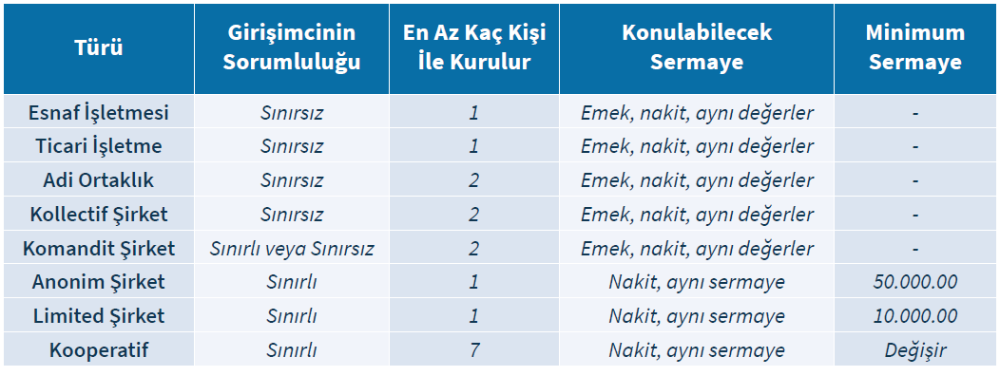 Türü Girişimcinin Sorumluluğu En Az Kaç Kişi İle Kurulur Konulabilecek Sermaye Minimum Sermaye
Esnaf İşletmesi Sınırsız 1 Emek, nakit, aynı değerler -
Ticari İşletme Sınırsız 1 Emek, nakit, aynı değerler -
Adi Ortaklık Sınırsız 2 Emek, nakit, aynı değerler -
Kollectif Şirket Sınırsız 2 Emek, nakit, aynı değerler -
Komandit Şirket Sınırlı veya Sınırsız 2 Emek, nakit, aynı değerler -
Anonim Şirket Sınırlı 1 Nakit, aynı sermaye 50.000.00
Limited Şirket Sınırlı 1 Nakit, aynı sermaye 10.000.00
Kooperatif Sınırlı 7 Nakit, aynı sermaye Değişir